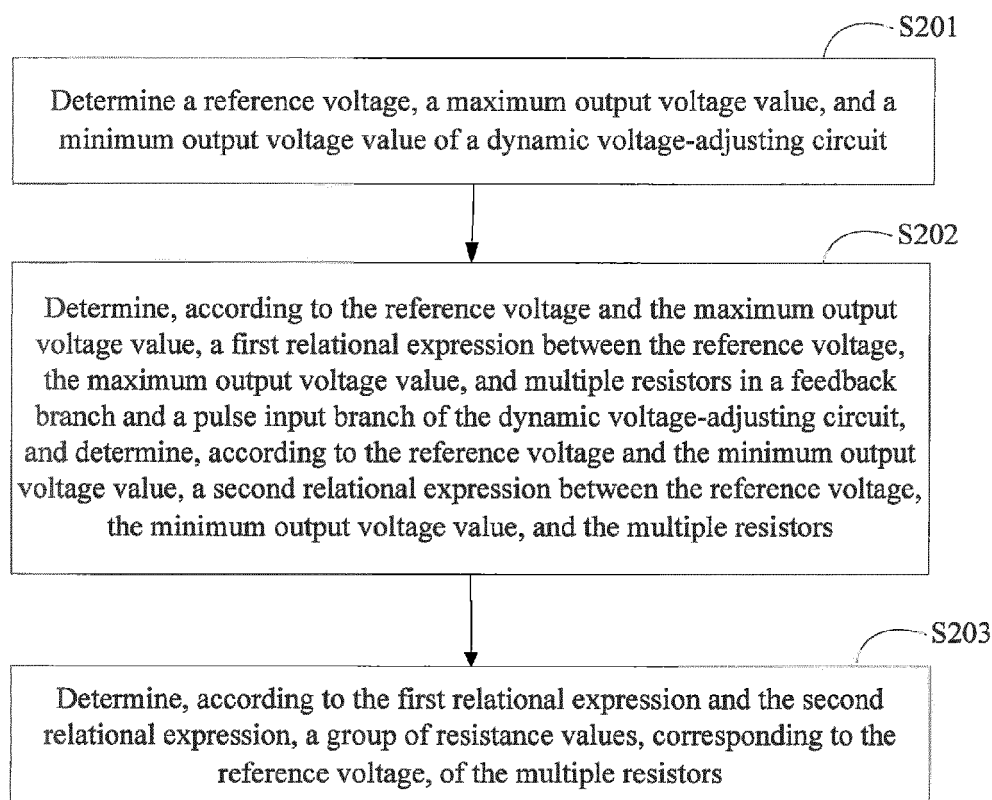 S201
Determine a reference voltage, a maximum output voltage value, and a
minimum output voltage value of a dynamic voltage-adjusting circuit
S202
Determine, according to the reference voltage and the maximum output
voltage value, a first relational expression between the reference voltage,
the maximum output voltage value, and multiple resistors in a feedback
branch and a pulse input branch of the dynamic voltage-adjusting circuit,
and determine, according to the reference voltage and the minimum output
voltage value, a second relational expression between the reference voltage,
the minimum output voltage value, and the multiple resistors
S203
Determine, according to the first relational expression and the second
relational expression, a group of resistance values, corresponding to the
reference voltage, of the multiple resistors